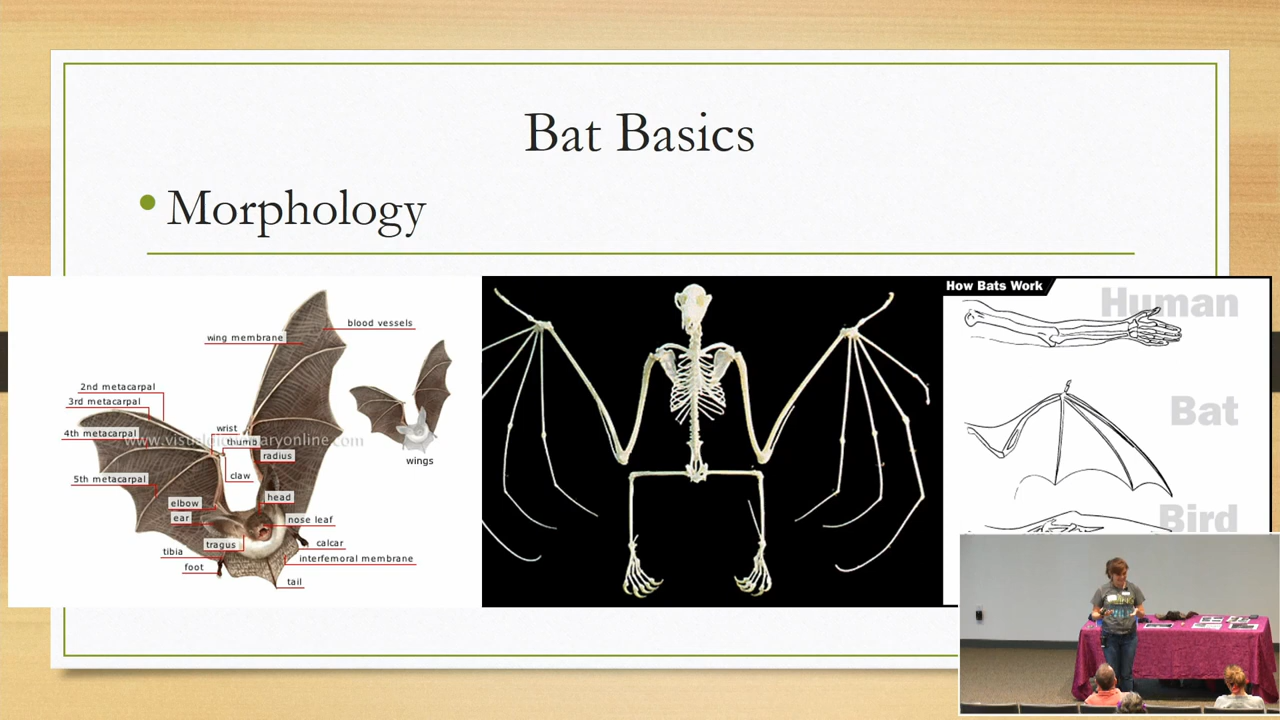 Bat Basics
• Morphology
blood vessels
wing membrane
2nd metacarpal
3rd metacarpal
4th metacarpal
www.visualdictionaryonline.com
wrist
thumb
radius
wings
5th metacarpal
claw
elbow
head
ear
nose leaf
tragus
calcar
tibia
interfemoral membrane
foot
tail
How Bats Work
Human
Bat
Bird